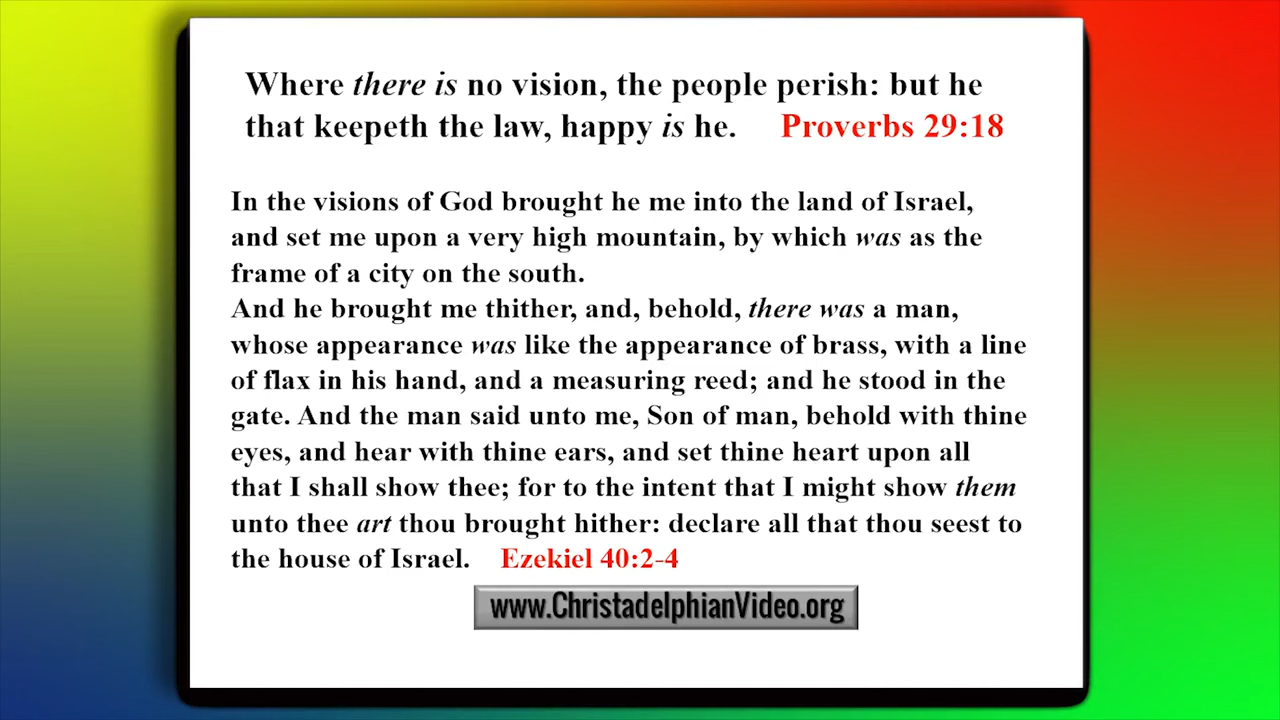 Where there is no vision, the people perish: but he
that keepeth the law, happy is he. Proverbs 29:18
In the visions of God brought he me into the land of Israel,
and set me upon a very high mountain, by which was as the
frame of a city on the south.
And he brought me thither, and, behold, there was a man,
whose appearance was like the appearance of brass, with a line
of flax in his hand, and a measuring reed; and he stood in the
gate. And the man said unto me, Son of man, behold with thine
eyes, and hear with thine ears, and set thine heart upon all
that I shall show thee; for to the intent that I might show them
unto thee art thou brought hither: declare all that thou seest to
the house of Israel. Ezekiel 40:2-4
www.ChristadelphianVideo.org